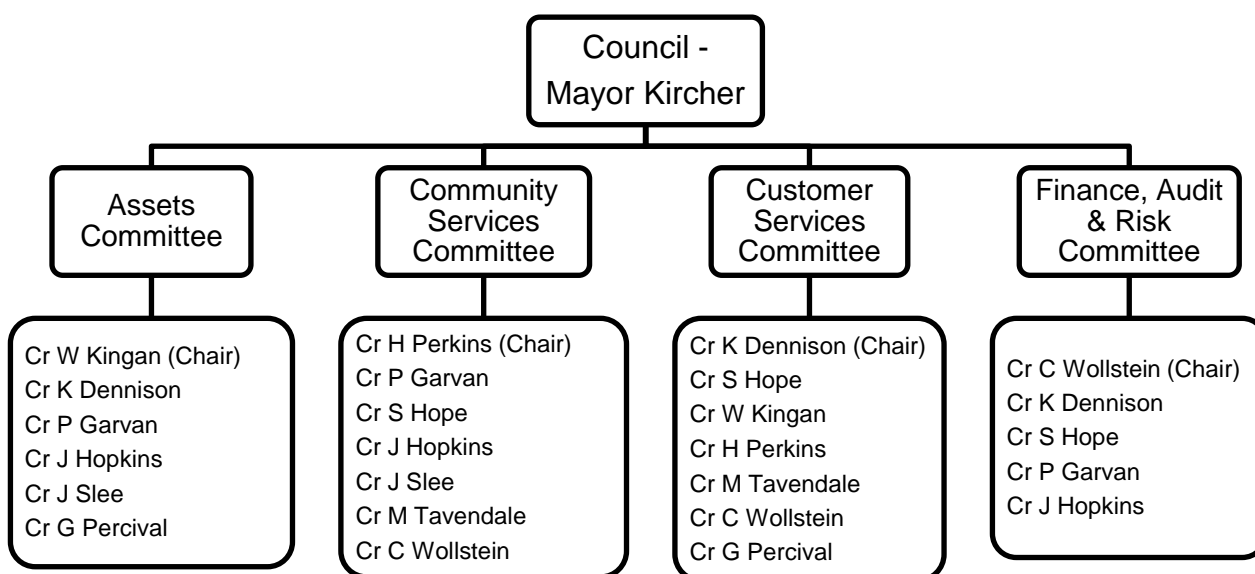 Council -
Mayor Kircher
Assets
Committee
Community
Services
Committee
Customer
Services
Committee
Finance, Audit
& Risk
Committee
Cr W Kingan (Chair)
Cr K Dennison
Cr P Garvan
Cr J Hopkins
Cr J Slee
Cr G Percival
Cr H Perkins (Chair)
Cr P Garvan
Cr S Hope
Cr J Hopkins
Cr J Slee
Cr M Tavendale
Cr C Wollstein
Cr K Dennison (Chair)
Cr S Hope
Cr W Kingan
Cr H Perkins
Cr M Tavendale
Cr C Wollstein
Cr G Percival
Cr C Wollstein (Chair)
Cr K Dennison
Cr S Hope
Cr P Garvan
Cr J Hopkins